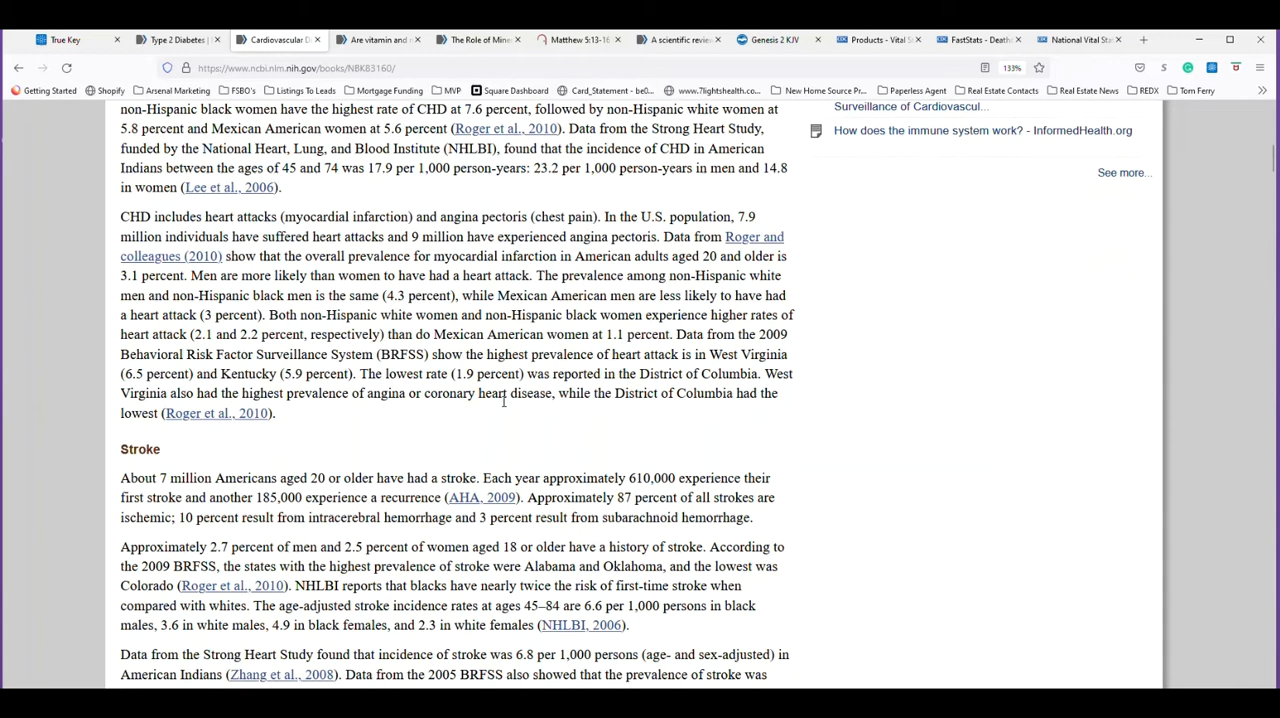 True Key
Type 2 Diabetes |
Cardiovascular D
Are vitamin and n
The Role of Mine
Matthew 5:13-16
A scientific review
Genesis 2 KJV
Products - Vital S
FastStats - Death
National Vital Sta
https://www.ncbi.nlm.nih.gov/books/NBK83160/
133%
Getting Started
Shopify
Arsenal Marketing
FSBO's
Listings To Leads
Mortgage Funding
MVP
Square Dashboard
Card_Statement - be0...
www.7lightshealth.c...
New Home Source Pr...
Paperless Agent
Real Estate Contacts
Real Estate News
REDX
Tom Ferry
non-Hispanic black women have the highest rate of CHD at 7.6 percent, followed by non-Hispanic white women at
5.8 percent and Mexican American women at 5.6 percent (Roger et al., 2010). Data from the Strong Heart Study,
funded by the National Heart, Lung, and Blood Institute (NHLBI), found that the incidence of CHD in American
Indians between the ages of 45 and 74 was 17.9 per 1,000 person-years: 23.2 per 1,000 person-years in men and 14.8
in women (Lee et al., 2006).
CHD includes heart attacks (myocardial infarction) and angina pectoris (chest pain). In the U.S. population, 7.9
million individuals have suffered heart attacks and 9 million have experienced angina pectoris. Data from Roger and
colleagues (2010) show that the overall prevalence for myocardial infarction in American adults aged 20 and older is
3.1 percent. Men are more likely than women to have had a heart attack. The prevalence among non-Hispanic white
men and non-Hispanic black men is the same (4.3 percent), while Mexican American men are less likely to have had
a heart attack (3 percent). Both non-Hispanic white women and non-Hispanic black women experience higher rates of
heart attack (2.1 and 2.2 percent, respectively) than do Mexican American women at 1.1 percent. Data from the 2009
Behavioral Risk Factor Surveillance System (BRFSS) show the highest prevalence of heart attack is in West Virginia
(6.5 percent) and Kentucky (5.9 percent). The lowest rate (1.9 percent) was reported in the District of Columbia. West
Virginia also had the highest prevalence of angina or coronary heart disease, while the District of Columbia had the
lowest (Roger et al., 2010).
Stroke
About 7 million Americans aged 20 or older have had a stroke. Each year approximately 610,000 experience their
first stroke and another 185,000 experience a recurrence (AHA, 2009). Approximately 87 percent of all strokes are
ischemic; 10 percent result from intracerebral hemorrhage and 3 percent result from subarachnoid hemorrhage.
Approximately 2.7 percent of men and 2.5 percent of women aged 18 or older have a history of stroke. According to
the 2009 BRFSS, the states with the highest prevalence of stroke were Alabama and Oklahoma, and the lowest was
Colorado (Roger et al., 2010). NHLBI reports that blacks have nearly twice the risk of first-time stroke when
compared with whites. The age-adjusted stroke incidence rates at ages 45–84 are 6.6 per 1,000 persons in black
males, 3.6 in white males, 4.9 in black females, and 2.3 in white females (NHLBI, 2006).
Data from the Strong Heart Study found that incidence of stroke was 6.8 per 1,000 persons (age- and sex-adjusted) in
American Indians (Zhang et al., 2008). Data from the 2005 BRFSS also showed that the prevalence of stroke was
Surveillance of Cardiovascul...
How does the immune system work? - InformedHealth.org
See more...